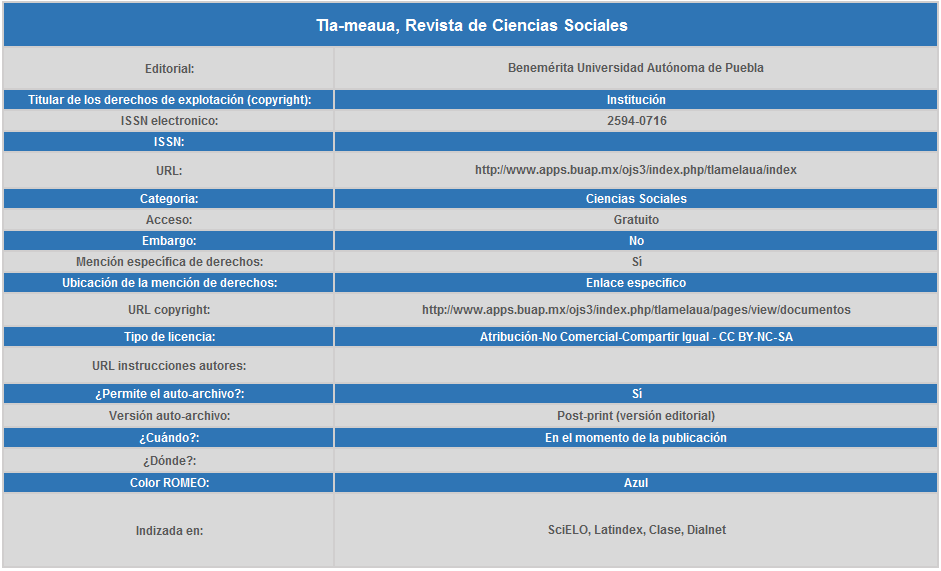 Tla-meaua, Revista de Ciencias Sociales
Editorial: Benemérita Universidad Autónoma de Puebla
Titular de los derechos de explotación (copyright): Institución
ISSN electronico: 2594-0716
ISSN:
URL: http://www.apps.buap.mx/ojs3/index.php/tlamelaua/index
Categoria: Ciencias Sociales
Acceso: Gratuito
Embargo: No
Mención específica de derechos: Sì
Ubicación de la mención de derechos: Enlace específico
URL copyright: http://www.apps.buap.mx/ojs3/index.php/tlamelaua/pages/view/documentos
Tipo de licencia: Atribución-No Comercial-Compartir Igual - CC BY-NC-SA
URL instrucciones autores:
¿Permite el auto-archivo?: Sì
Versión auto-archivo: Post-print (versión editorial)
¿Cuándo?: En el momento de la publicación
¿Dónde?:
Color ROMEO: Azul
Indizada en: SciELO, Latindex, Clase, Dialnet